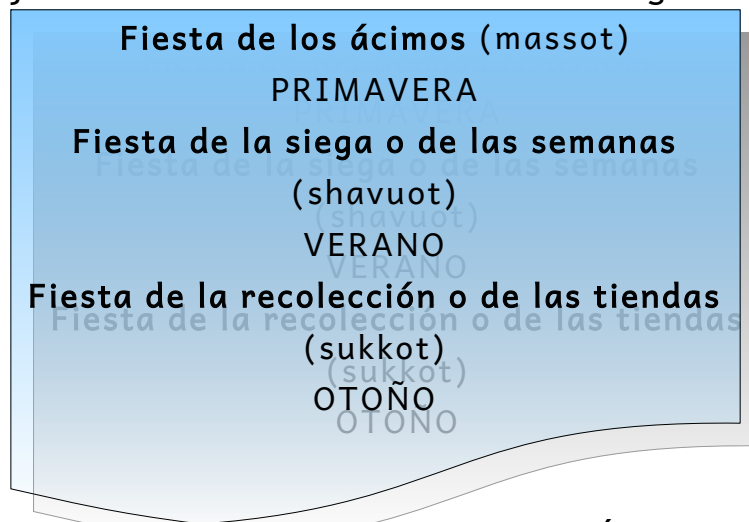 Fiesta de los ácimos (massot)
PRIMAVERA
Fiesta de la siega o de las semanas
(shavuot)
VERANO
Fiesta de la recolección o de las tiendas
(sukkot)
OTOÑO